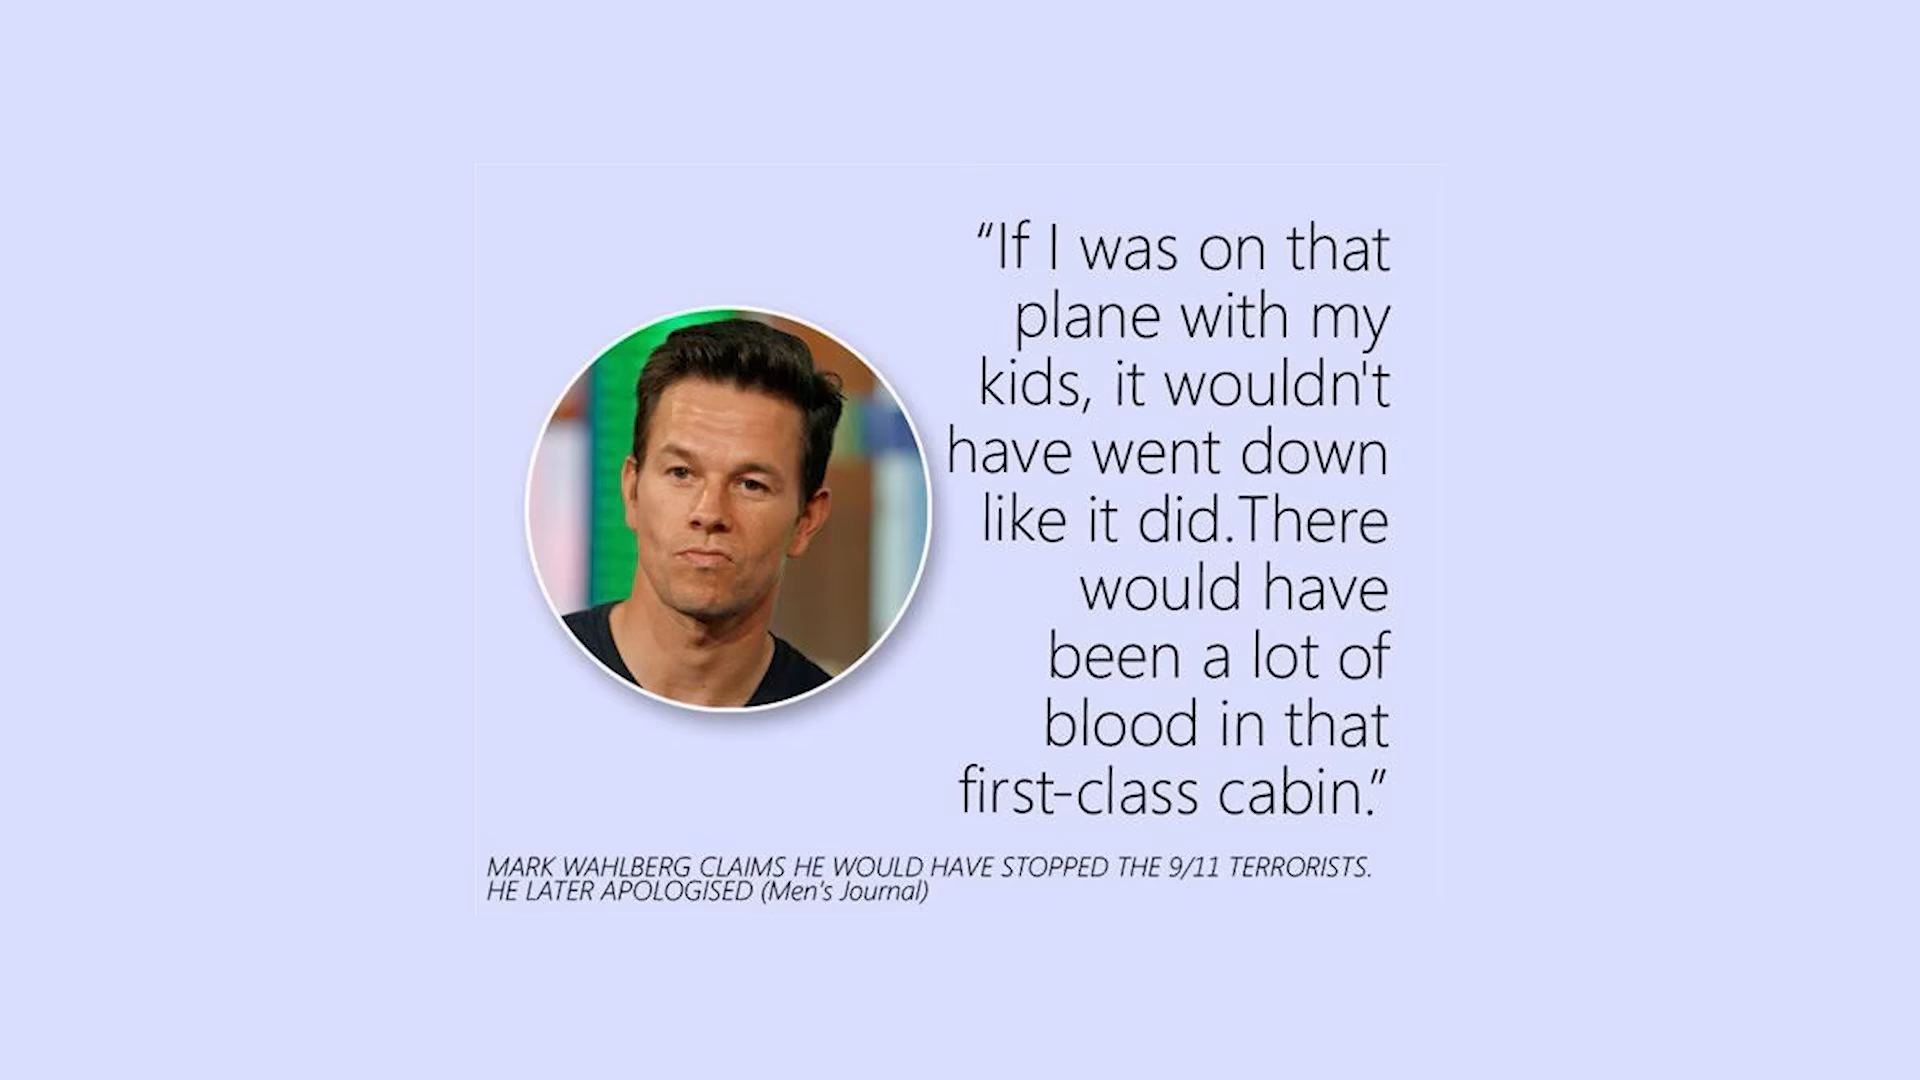 “If I was on that
plane with my
kids, it wouldn't
have went down
like it did.There
would have
been a lot of
blood in that
first-class cabin.”
MARK WAHLBERG CLAIMS HE WOULD HAVE STOPPED THE 9/11 TERRORISTS.
HE LATER APOLOGISED (Men's Journal)